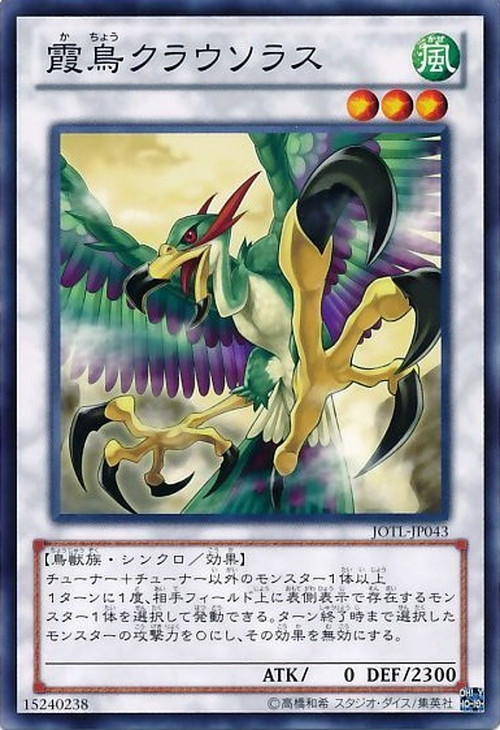 かちょう
霞鳥クラウソラス
かぜ
風
JOTL-JP043
【鳥獣族・シンクロ／効果】
チューナー＋チューナー以外のモンスター1体以上
1ターンに1度、相手フィールド上に表側表示で存在するモン
スター1体を選択して発動できる。ターン終了時まで選択した
モンスターの攻撃力を0にし、その効果を無効にする。
ATK/ 0 DEF/2300
15240238 ©高橋和希 スタジオ・ダイス/集英社